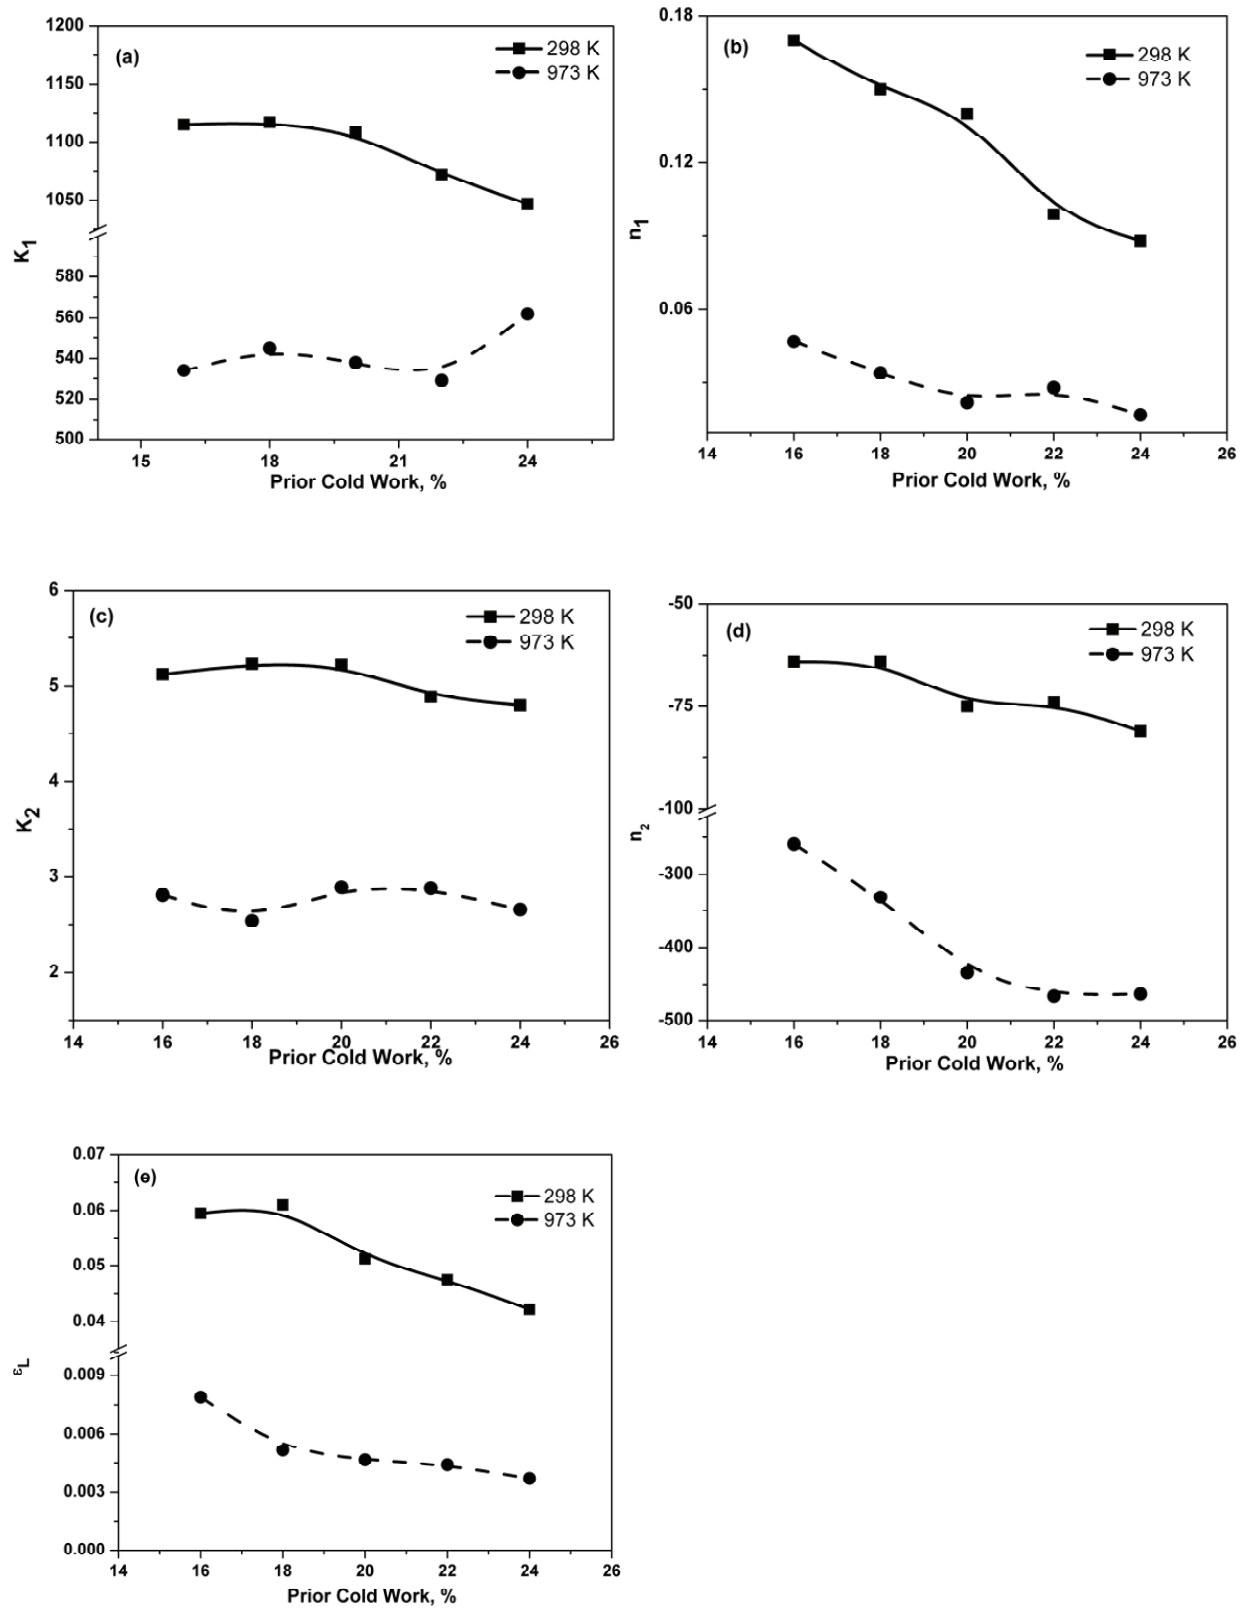 (a)
298 K
973 K
1200
1150
1100
1050
580
560
540
520
500
K1
15 18 21 24
Prior Cold Work, %
(b)
298 K
973 K
0.18
0.12
0.06
n1
14 16 18 20 22 24 26
Prior Cold Work, %
(c)
298 K
973 K
6
5
4
3
2
K2
14 16 18 20 22 24 26
Prior Cold Work, %
(d)
298 K
973 K
-50
-75
-100
-300
-400
-500
n2
14 16 18 20 22 24 26
Prior Cold Work, %
(e)
298 K
973 K
0.07
0.06
0.05
0.04
0.009
0.006
0.003
0.000
εL
14 16 18 20 22 24 26
Prior Cold Work, %